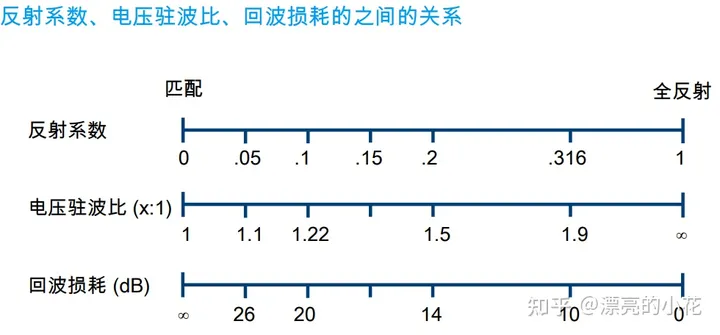 反射系数、电压驻波比、回波损耗的之间的关系
匹配 全反射
反射系数
0 .05 .1 .15 .2 .316 1
电压驻波比 (x:1)
1 1.1 1.22 1.5 1.9 ∞
回波损耗 (dB)
∞ 26 20 14 10 0
知乎 @漂亮的小花